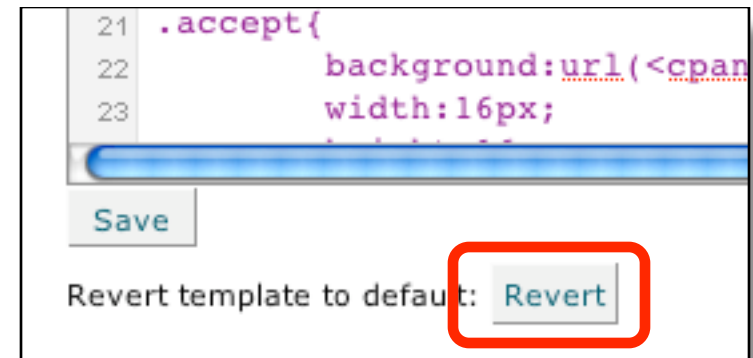 21 .accept{
22 background:url(<cpan
23 width:16px;
Save
Revert template to default: Revert